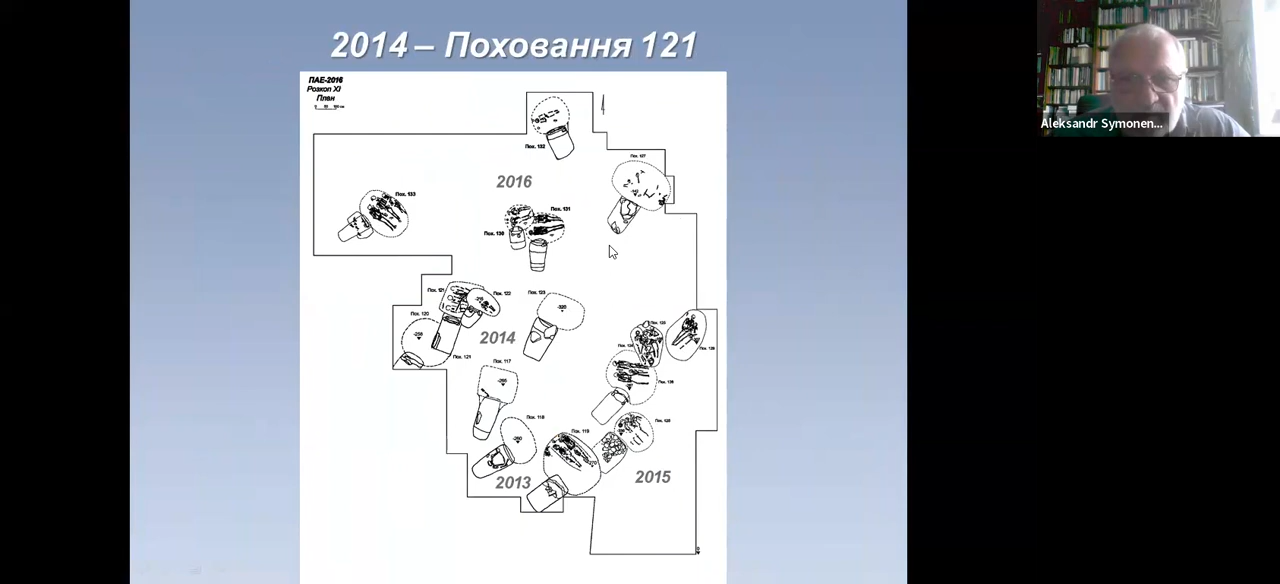 2014 – Поховання 121
ПАЕ-2016
Розкоп XI
План
Пох. 132
Пох. 127
2016
Пох. 133
Пох. 131
Пох. 130
Пох. 121
Пох. 122
Пох. 123
Пох. 120
2014
Пох. 121
Пох. 117
Пох. 118
Пох. 119
2013
2015
Aleksandr Symonen...